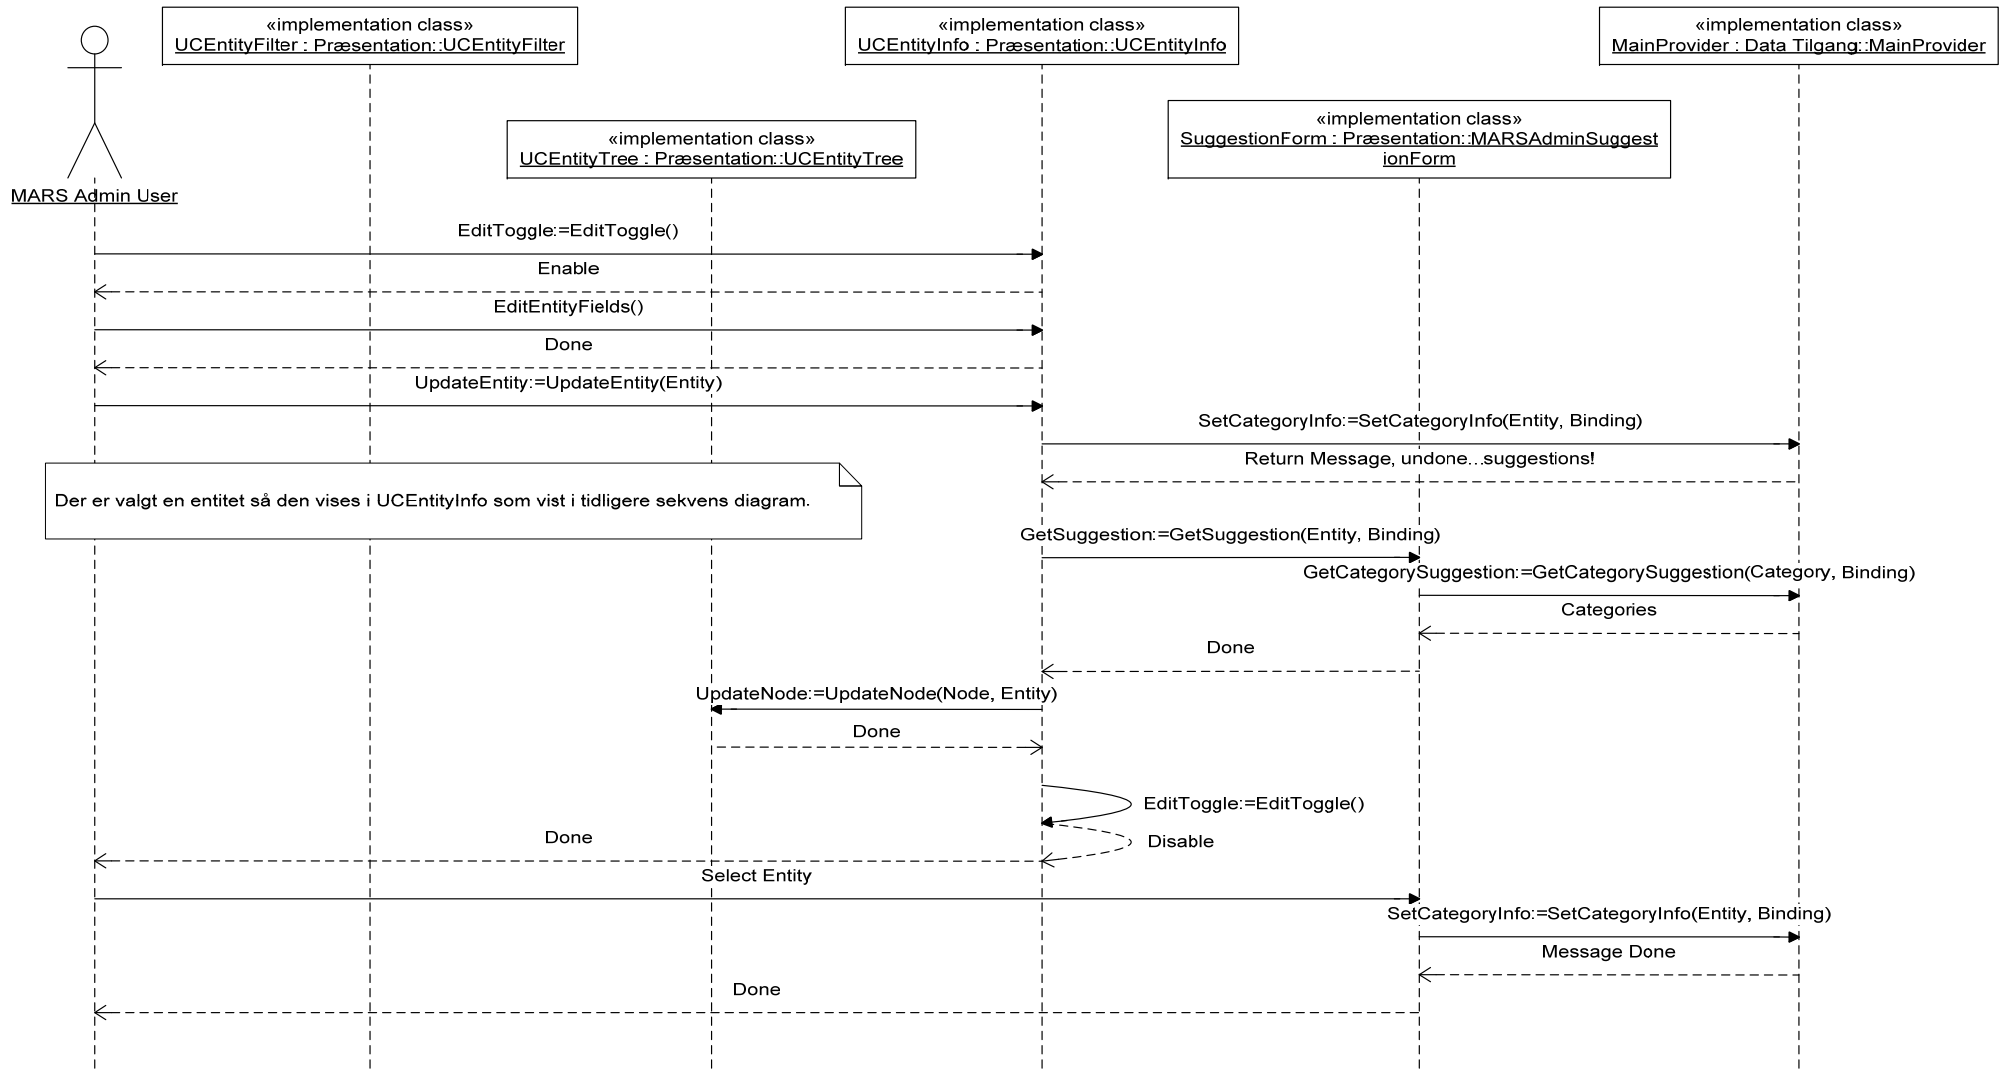 «implementation class»
UCEntityFilter : Præsentation::UCEntityFilter
«implementation class»
UCEntityInfo : Præsentation::UCEntityInfo
«implementation class»
MainProvider : Data Tilgang::MainProvider
«implementation class»
UCEntityTree : Præsentation::UCEntityTree
«implementation class»
SuggestionForm : Præsentation::MARSAdminSuggest
ionForm
MARS Admin User
EditToggle:=EditToggle()
Enable
EditEntityFields()
Done
UpdateEntity:=UpdateEntity(Entity)
SetCategoryInfo:=SetCategoryInfo(Entity, Binding)
Return Message, undone...suggestions!
Der er valgt en entitet så den vises i UCEntityInfo som vist i tidligere sekvens diagram.
GetSuggestion:=GetSuggestion(Entity, Binding)
GetCategorySuggestion:=GetCategorySuggestion(Category, Binding)
Categories
Done
UpdateNode:=UpdateNode(Node, Entity)
Done
EditToggle:=EditToggle()
Done
Disable
Select Entity
SetCategoryInfo:=SetCategoryInfo(Entity, Binding)
Message Done
Done